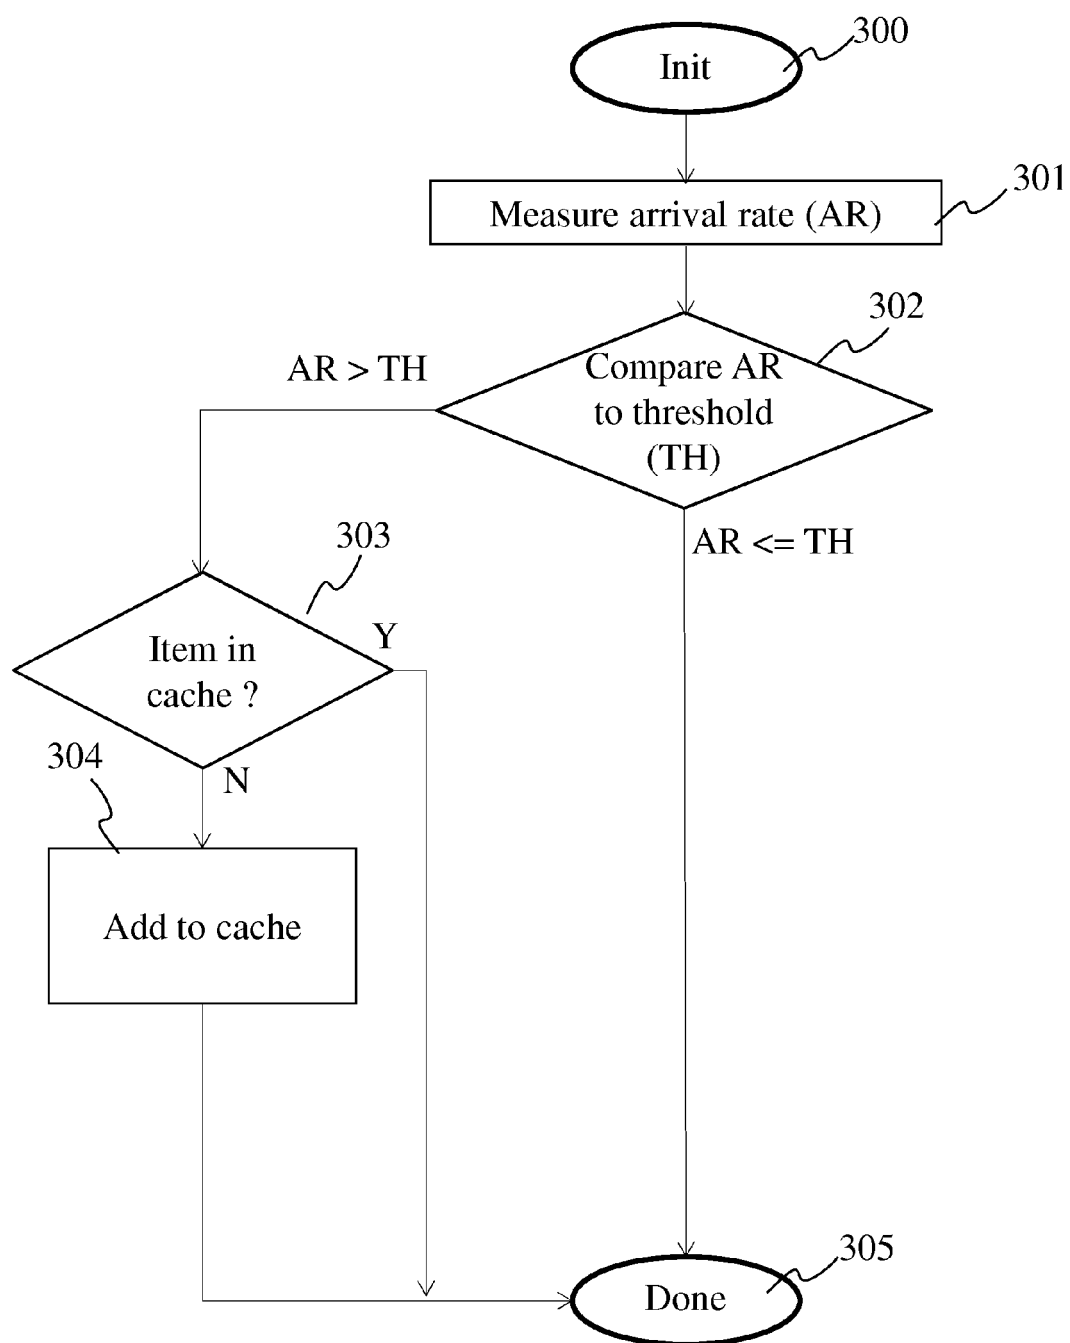 300
Init
301
Measure arrival rate (AR)
302
AR > TH
Compare AR
to threshold
(TH)
AR <= TH
303
Y
Item in
cache ?
304
N
Add to cache
305
Done